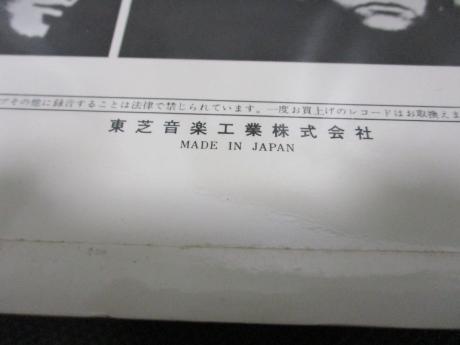 プその他に録音することは法律で禁じられています。一度お買上げのレコードはお取換えま
東芝音楽工業株式会社
MADE IN JAPAN